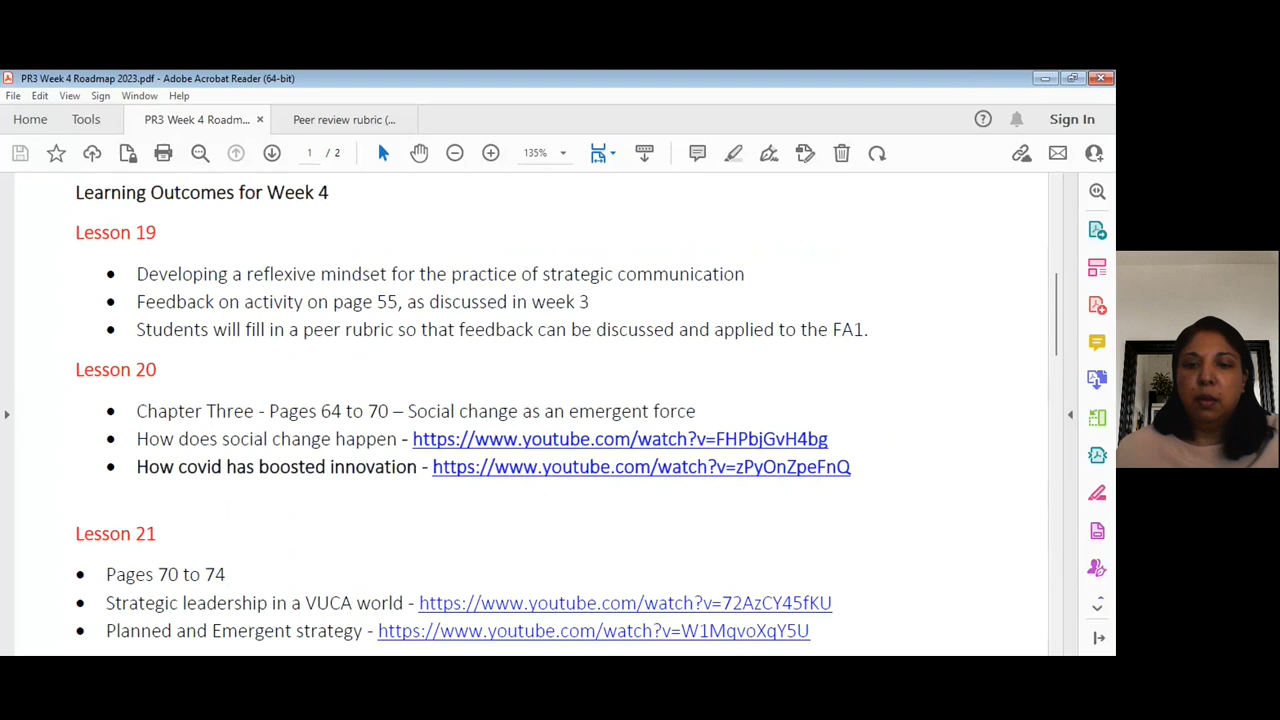 PR3 Week 4 Roadmap 2023.pdf - Adobe Acrobat Reader (64-bit)
File Edit View Sign Window Help
Home Tools PR3 Week 4 Roadm... × Peer review rubric (... Sign In
1 / 2 135%
Learning Outcomes for Week 4
Lesson 19
• Developing a reflexive mindset for the practice of strategic communication
• Feedback on activity on page 55, as discussed in week 3
• Students will fill in a peer rubric so that feedback can be discussed and applied to the FA1.
Lesson 20
• Chapter Three - Pages 64 to 70 – Social change as an emergent force
• How does social change happen - https://www.youtube.com/watch?v=FHPbjGvH4bg
• How covid has boosted innovation - https://www.youtube.com/watch?v=zPyOnZpeFnQ
Lesson 21
• Pages 70 to 74
• Strategic leadership in a VUCA world - https://www.youtube.com/watch?v=72AzCY45fKU
• Planned and Emergent strategy - https://www.youtube.com/watch?v=W1MqvoXqY5U